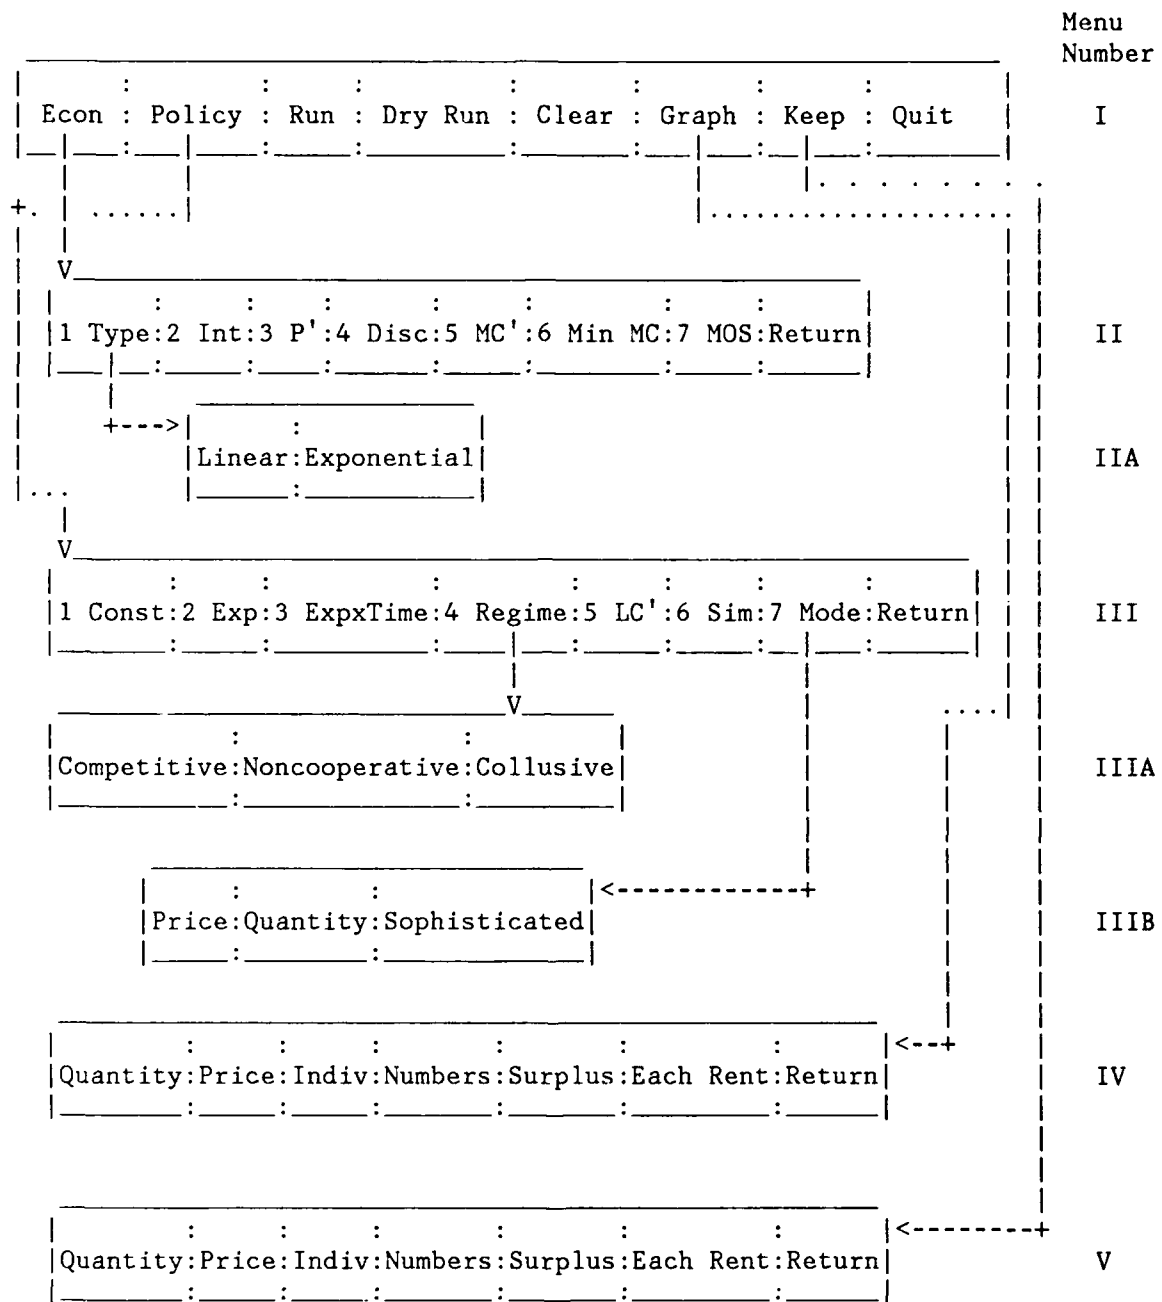 Menu
Number
Econ : Policy : Run : Dry Run : Clear : Graph : Keep : Quit I
1 Type:2 Int:3 P':4 Disc:5 MC':6 Min MC:7 MOS:Return II
Linear:Exponential IIA
1 Const:2 Exp:3 ExpxTime:4 Regime:5 LC':6 Sim:7 Mode:Return III
Competitive:Noncooperative:Collusive IIIA
Price:Quantity:Sophisticated IIIB
Quantity:Price:Indiv:Numbers:Surplus:Each Rent:Return IV
Quantity:Price:Indiv:Numbers:Surplus:Each Rent:Return V